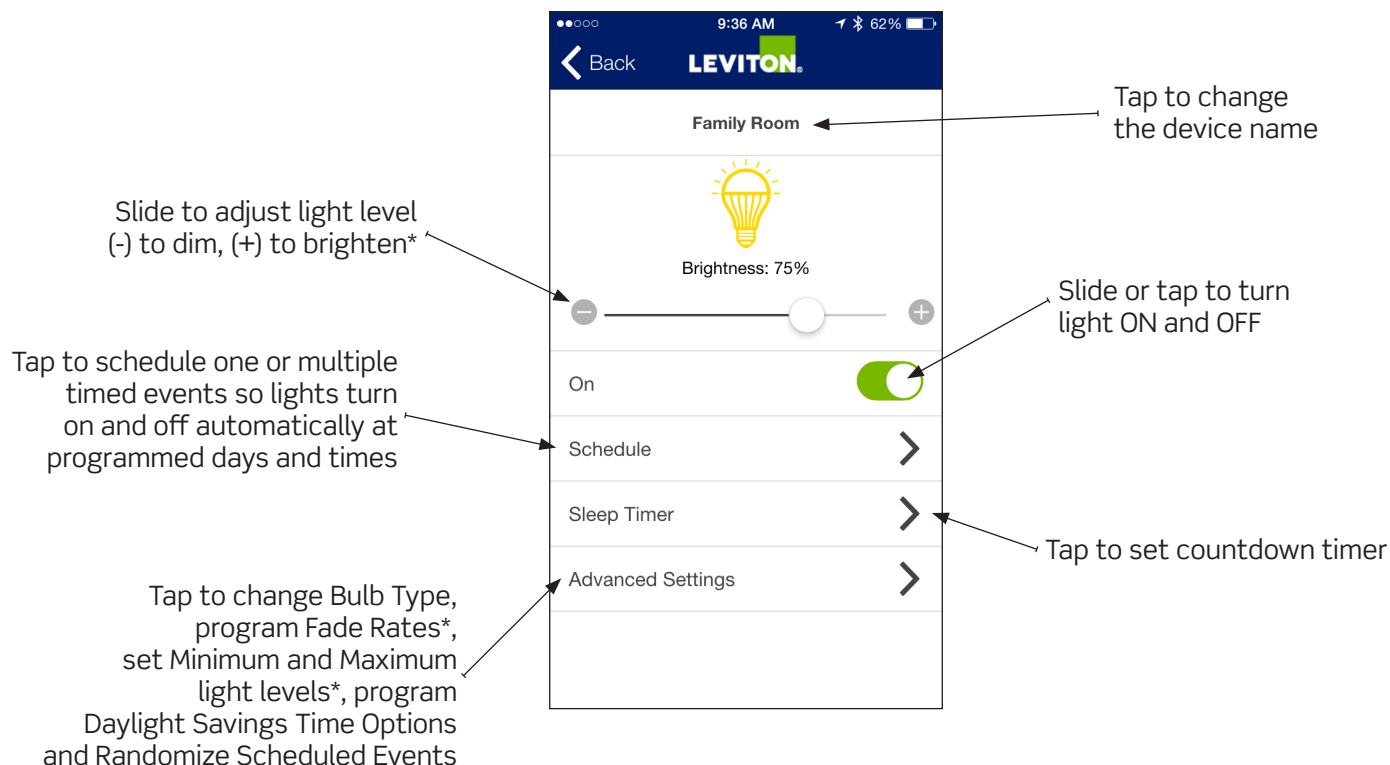 9:36 AM
62%
Back
LEVITON®
Family Room
Tap to change
the device name
Slide to adjust light level
(-) to dim, (+) to brighten*
Brightness: 75%
Slide or tap to turn
light ON and OFF
On
Tap to schedule one or multiple
timed events so lights turn
on and off automatically at
programmed days and times
Schedule
Sleep Timer
Tap to set countdown timer
Advanced Settings
Tap to change Bulb Type,
program Fade Rates*,
set Minimum and Maximum
light levels*, program
Daylight Savings Time Options
and Randomize Scheduled Events